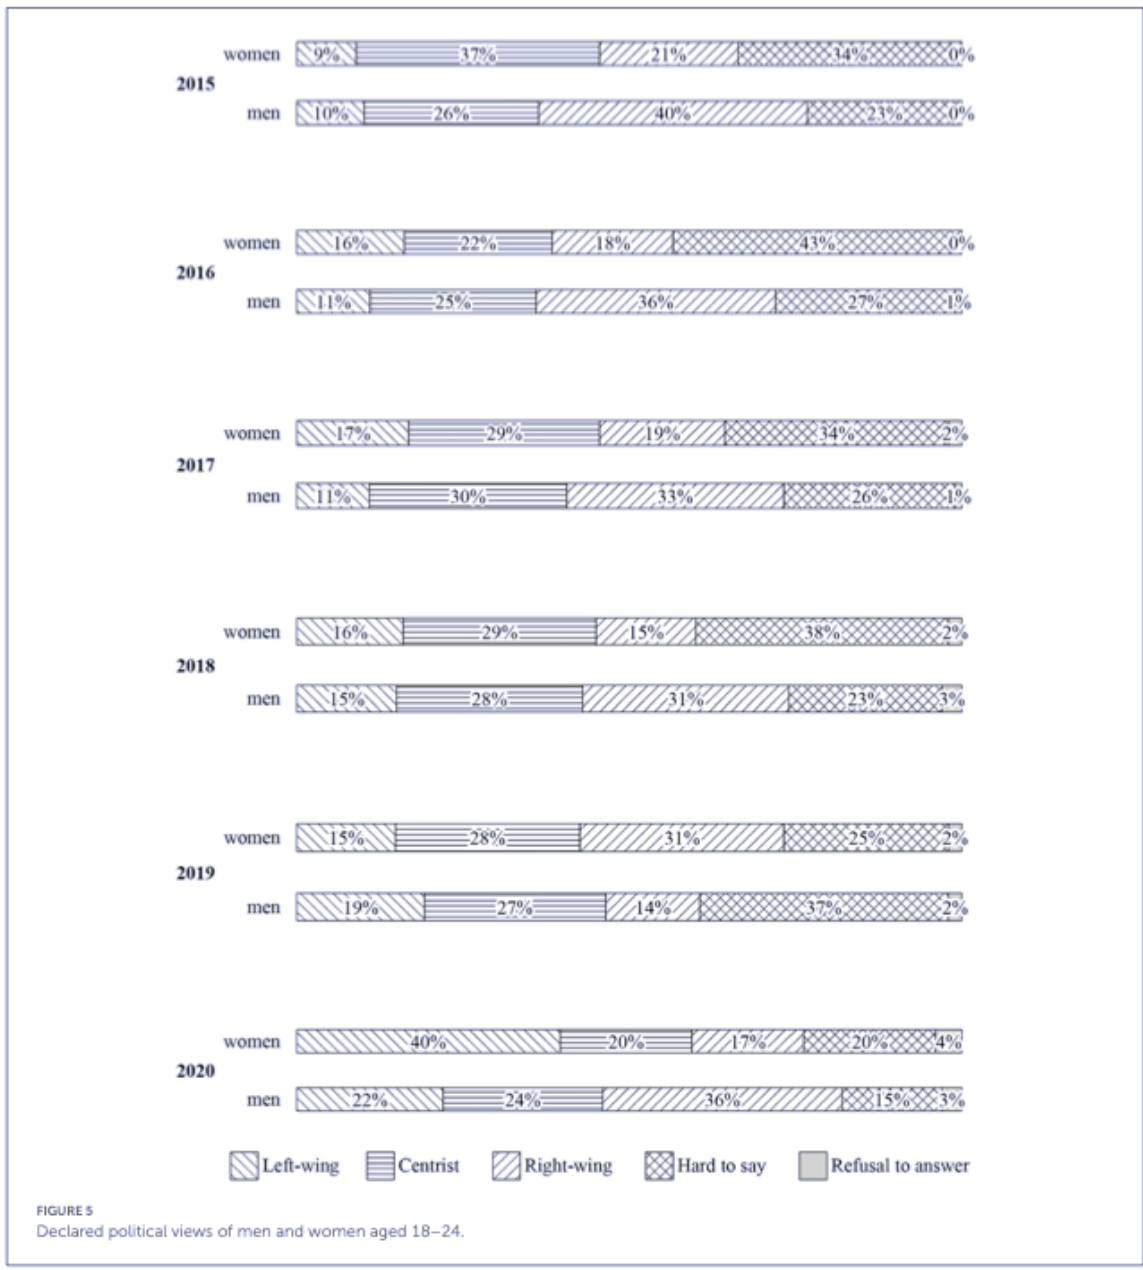 women 9% 37% 21% 34% 0%
2015
men 10% 26% 40% 23% 0%
women 16% 22% 18% 43% 0%
2016
men 11% 25% 36% 27% 1%
women 17% 29% 19% 34% 2%
2017
men 11% 30% 33% 26% 1%
women 16% 29% 15% 38% 2%
2018
men 15% 28% 31% 23% 3%
women 15% 28% 31% 25% 2%
2019
men 19% 27% 14% 37% 2%
women 40% 20% 17% 20% 4%
2020
men 22% 24% 36% 15% 3%
Left-wing Centrist Right-wing Hard to say Refusal to answer
FIGURE 5
Declared political views of men and women aged 18–24.